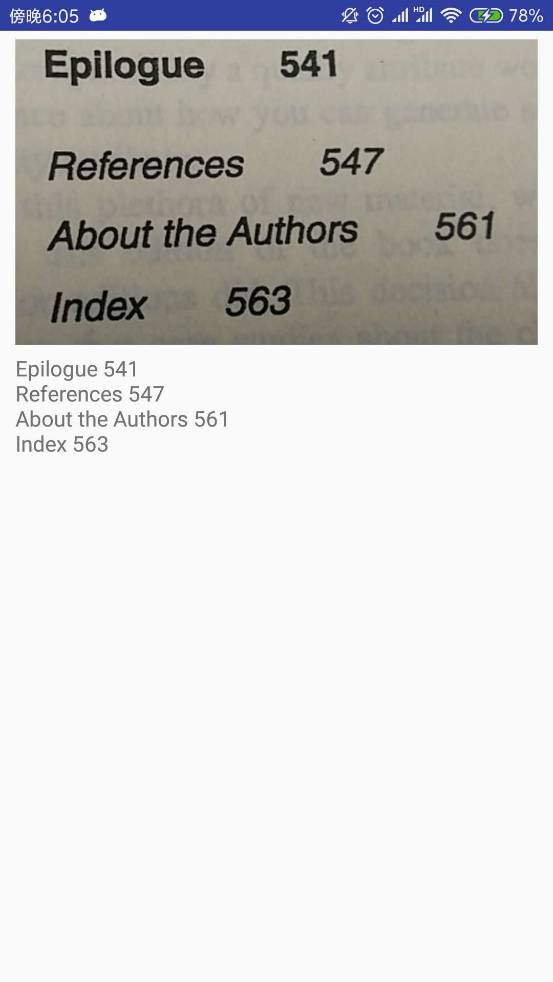 傍晚6:05 HD 78%
Epilogue 541
References 547
About the Authors 561
Index 563
Epilogue 541
References 547
About the Authors 561
Index 563